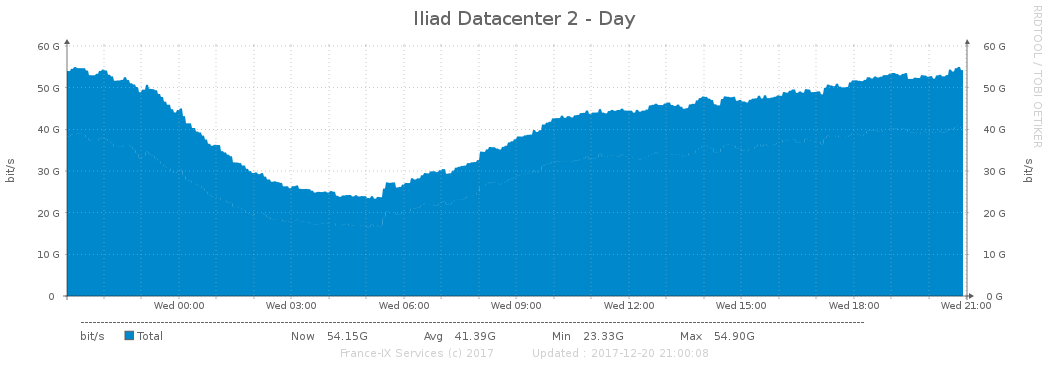 Iliad Datacenter 2 - Day
RRDTOOL / TOBI OETIKER
60 G 60 G
50 G 50 G
40 G 40 G
30 G 30 G
20 G 20 G
10 G 10 G
0 0 G
bit/s bit/s
Wed 00:00 Wed 03:00 Wed 06:00 Wed 09:00 Wed 12:00 Wed 15:00 Wed 18:00 Wed 21:00
bit/s Total Now 54.15G Avg 41.39G Min 23.33G Max 54.90G
France-IX Services (c) 2017 Updated : 2017-12-20 21:00:08